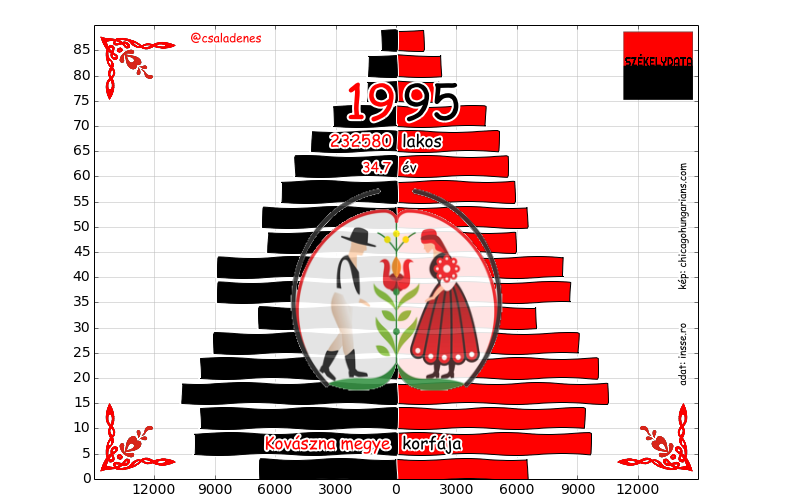 @csaladenes
SZÉKELYDATA
1995
232580 lakos
34.7 év
kép: chicagohungarians.com
adat: insse.ro
Kovászna megye korfája
85
80
75
70
65
60
55
50
45
40
35
30
25
20
15
10
5
0
12000 9000 6000 3000 0 3000 6000 9000 12000